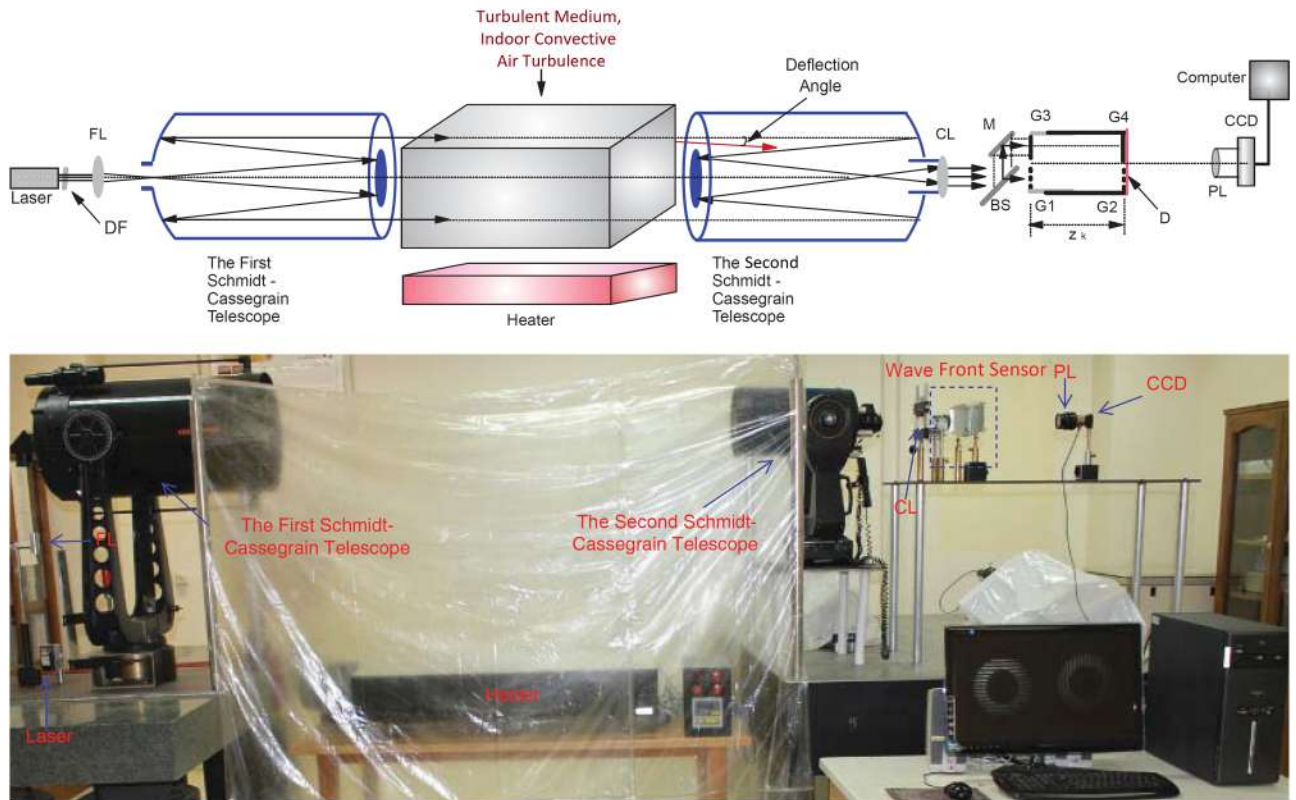 Turbulent Medium,
Indoor Convective
Air Turbulence
Deflection
Angle
Computer
FL
CL
M
G3
G4
CCD
Laser
DF
BS
G1
G2
D
PL
z k
The First
Schmidt -
Cassegrain
Telescope
Heater
The Second
Schmidt -
Cassegrain
Telescope
Wave Front Sensor
PL
CCD
CL
The First Schmidt-
Cassegrain Telescope
The Second Schmidt-
Cassegrain Telescope
FL
Heater
Laser